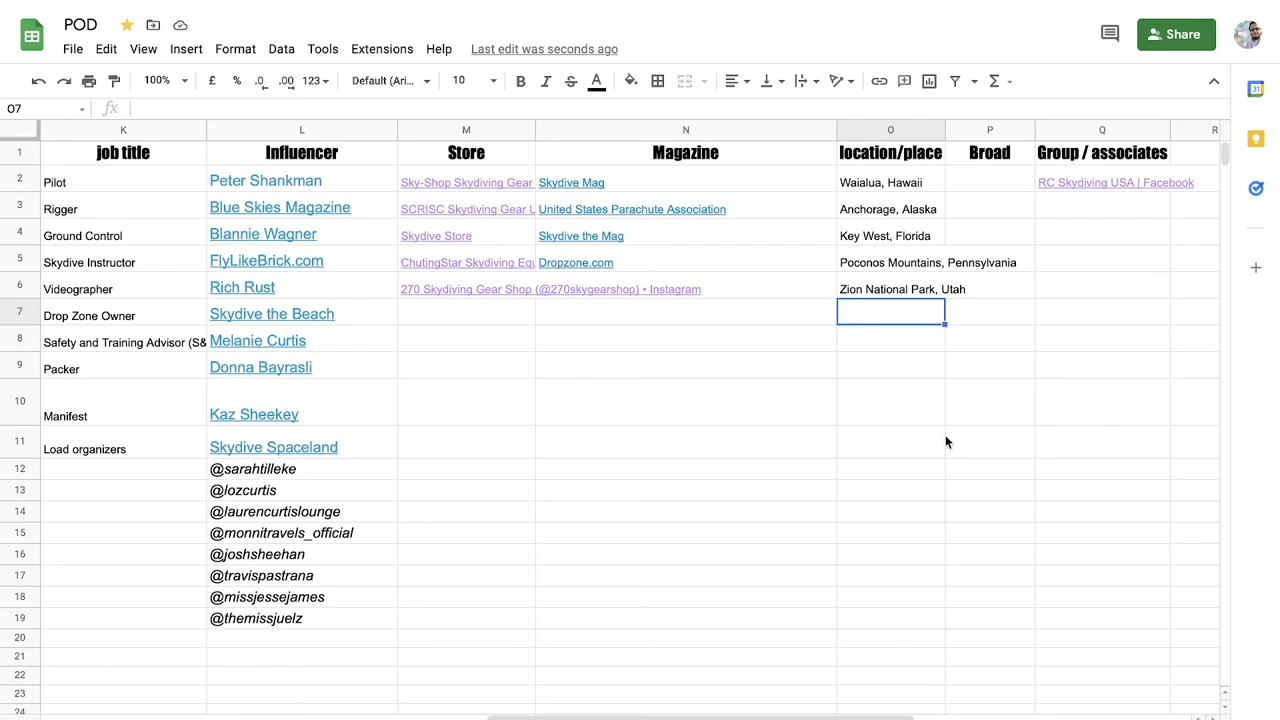 POD
File Edit View Insert Format Data Tools Extensions Help Last edit was seconds ago
Share
100% £ % .0 .00 123 Default (Ari... 10 B I S A
O7 fx
K L M N O P Q R
1 job title Influencer Store Magazine location/place Broad Group / associates
2 Pilot Peter Shankman Sky-Shop Skydiving Gear Skydive Mag Waialua, Hawaii RC Skydiving USA | Facebook
3 Rigger Blue Skies Magazine SCRISC Skydiving Gear U United States Parachute Association Anchorage, Alaska
4 Ground Control Blannie Wagner Skydive Store Skydive the Mag Key West, Florida
5 Skydive Instructor FlyLikeBrick.com ChutingStar Skydiving Equ Dropzone.com Poconos Mountains, Pennsylvania
6 Videographer Rich Rust 270 Skydiving Gear Shop (@270skygearshop) • Instagram Zion National Park, Utah
7 Drop Zone Owner Skydive the Beach
8 Safety and Training Advisor (S& Melanie Curtis
9 Packer Donna Bayrasli
10 Manifest Kaz Sheekey
11 Load organizers Skydive Spaceland
12 @sarahtilleke
13 @lozcurtis
14 @laurencurtislounge
15 @monnitravels_official
16 @joshsheehan
17 @travispastrana
18 @missjessejames
19 @themissjuelz
20
21
22
23
24
31